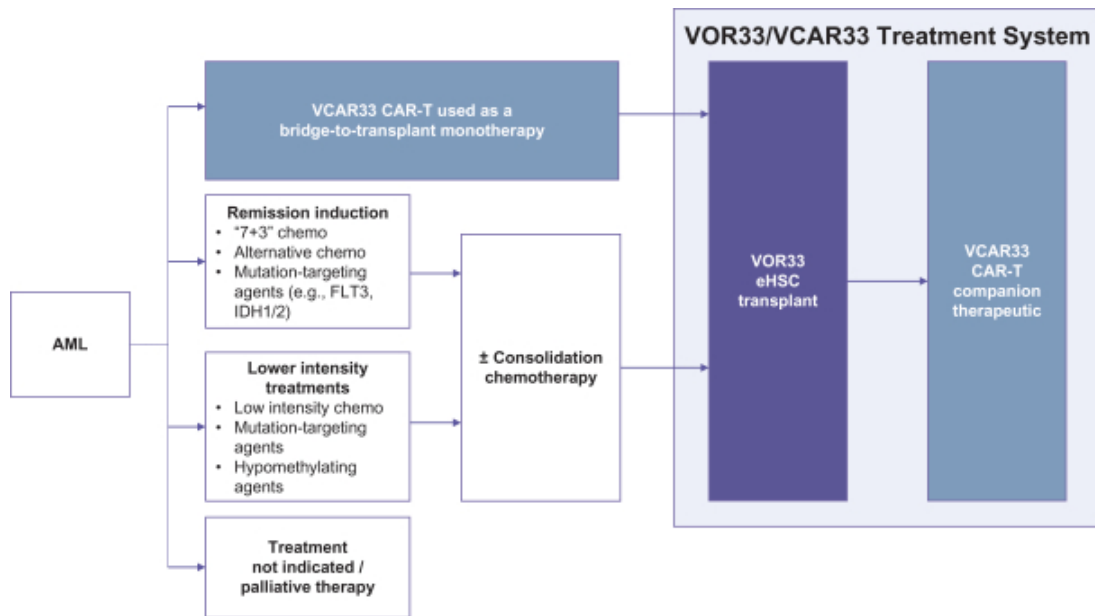 VOR33/VCAR33 Treatment System
VCAR33 CAR-T used as a
bridge-to-transplant monotherapy
Remission induction
• "7+3" chemo
• Alternative chemo
• Mutation-targeting
agents (e.g., FLT3,
IDH1/2)
AML
Lower intensity
treatments
• Low intensity chemo
• Mutation-targeting
agents
• Hypomethylating
agents
Treatment
not indicated /
palliative therapy
± Consolidation
chemotherapy
VOR33
eHSC
transplant
VCAR33
CAR-T
companion
therapeutic